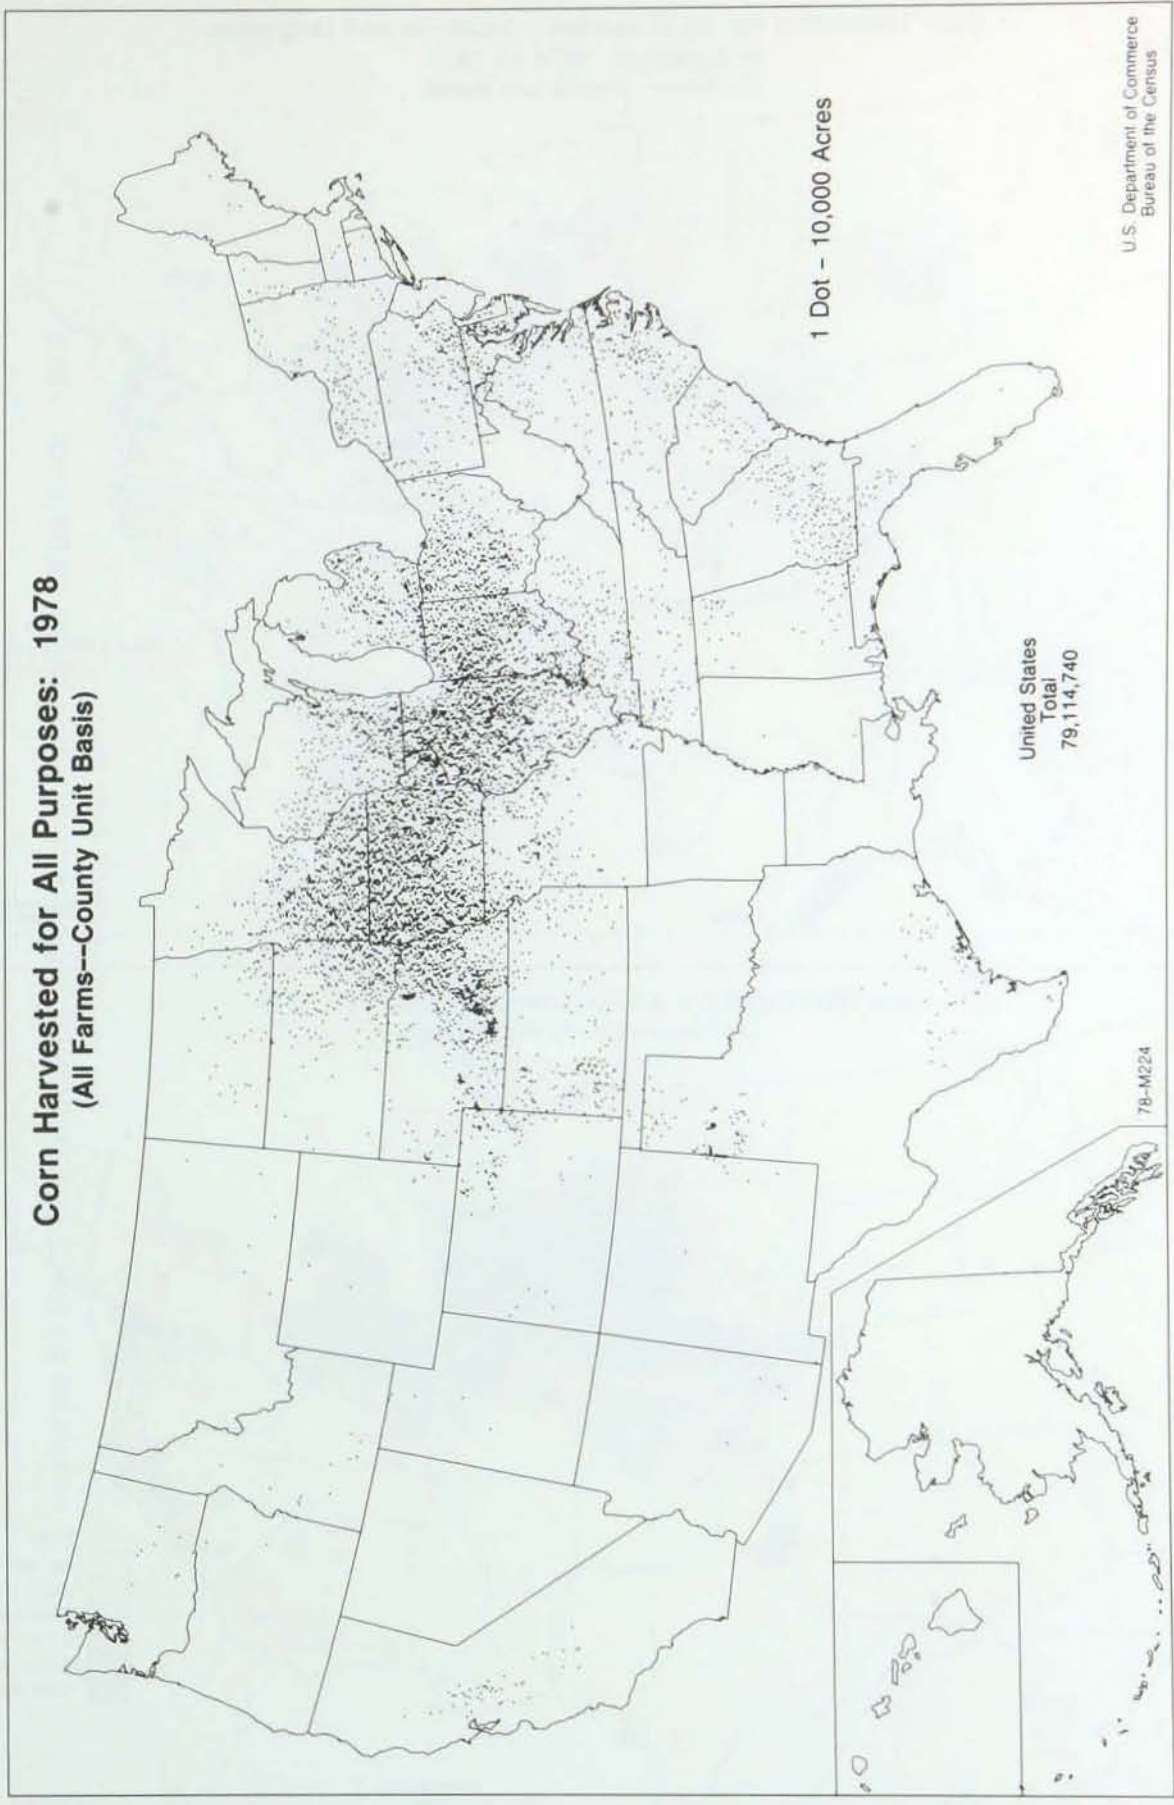 Corn Harvested for All Purposes: 1978
(All Farms--County Unit Basis)
1 Dot - 10,000 Acres
United States
Total
79,114,740
78-M224
U.S. Department of Commerce
Bureau of the Census